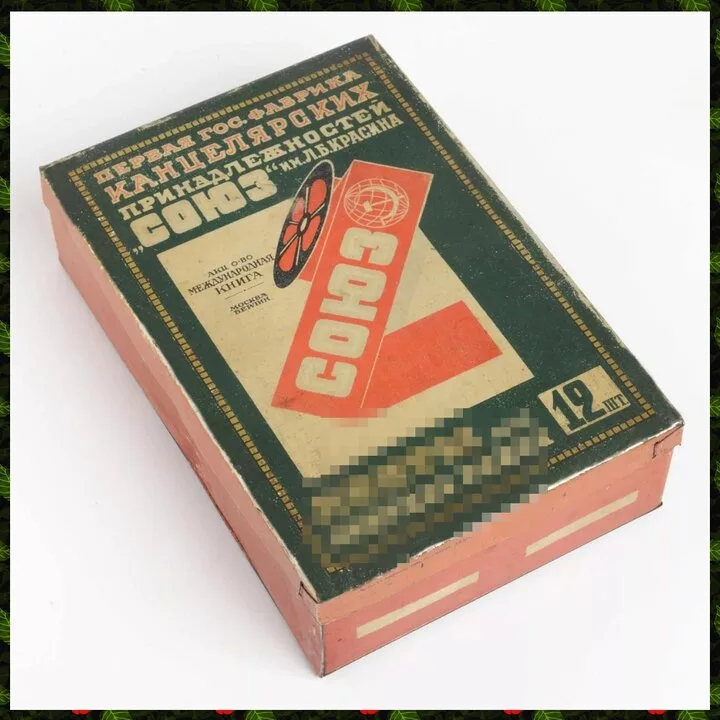 ПЕРВАЯ ГОС. ФАБРИКА
КАНЦЕЛЯРСКИХ
ПРИНАДЛЕЖНОСТЕЙ
„СОЮЗ“ им. Л.Б. КРАСИНА
АКЦ О-ВО
МЕЖДУНАРОДНАЯ
КНИГА
МОСКВА
БЕРЛИН
СОЮЗ
12 ШТ